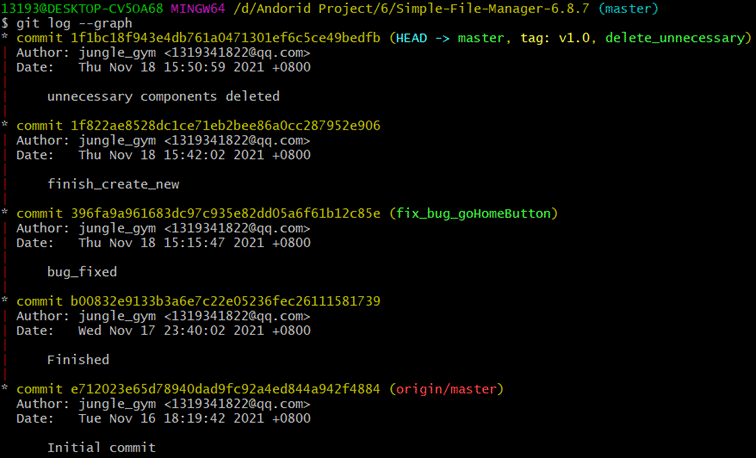 13193@DESKTOP-CV5OA68 MINGW64 /d/Andorid Project/6/Simple-File-Manager-6.8.7 (master)
$ git log --graph
* commit 1f1bc18f943e4db761a0471301ef6c5ce49bedfb (HEAD -> master, tag: v1.0, delete_unnecessary)
| Author: jungle_gym <1319341822@qq.com>
| Date:   Thu Nov 18 15:50:59 2021 +0800
|
|     unnecessary components deleted
|
* commit 1f822ae8528dc1ce71eb2bee86a0cc287952e906
| Author: jungle_gym <1319341822@qq.com>
| Date:   Thu Nov 18 15:42:02 2021 +0800
|
|     finish_create_new
|
* commit 396fa9a961683dc97c935e82dd05a6f61b12c85e (fix_bug_goHomeButton)
| Author: jungle_gym <1319341822@qq.com>
| Date:   Thu Nov 18 15:15:47 2021 +0800
|
|     bug_fixed
|
* commit b00832e9133b3a6e7c22e05236fec26111581739
| Author: jungle_gym <1319341822@qq.com>
| Date:   Wed Nov 17 23:40:02 2021 +0800
|
|     Finished
|
* commit e712023e65d78940dad9fc92a4ed844a942f4884 (origin/master)
  Author: jungle_gym <1319341822@qq.com>
  Date:   Tue Nov 16 18:19:42 2021 +0800

      Initial commit